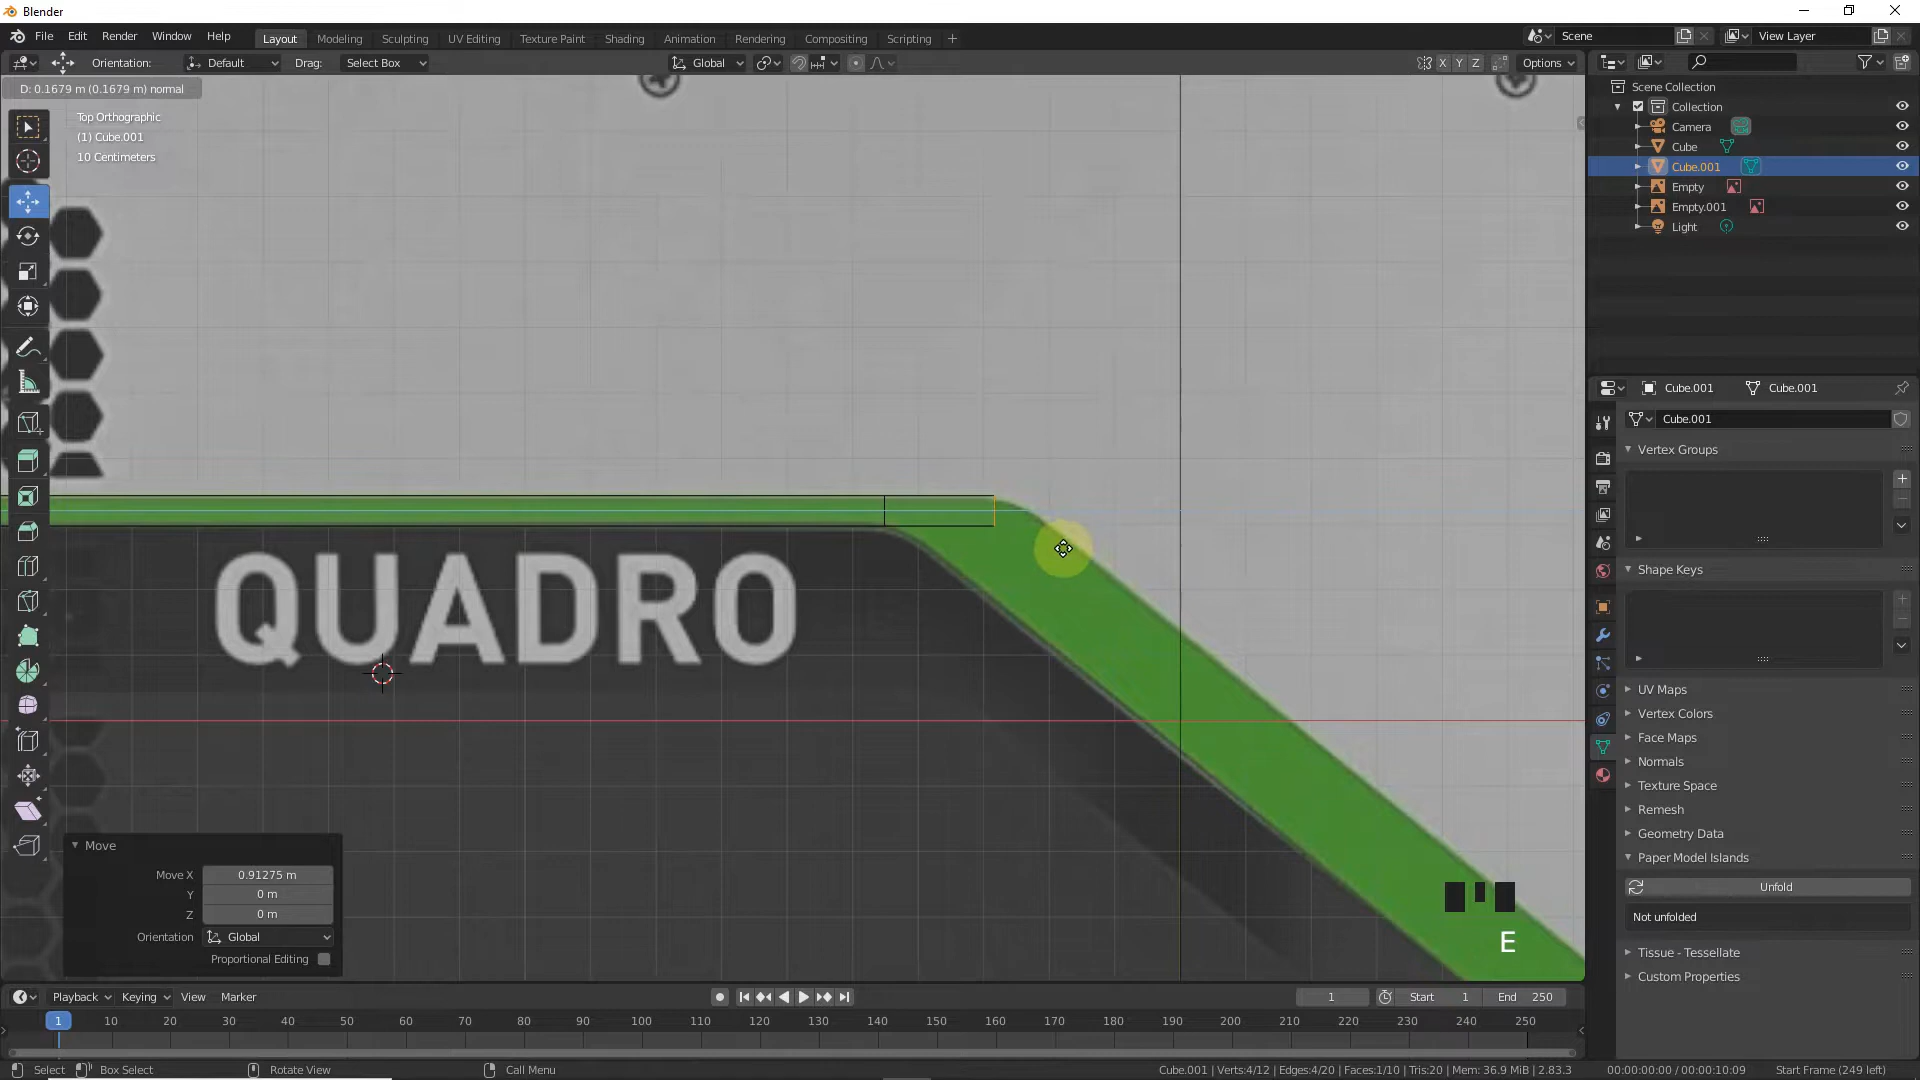 Blender
File Edit Render Window Help
Layout Modeling Sculpting UV Editing Texture Paint Shading Animation Rendering Compositing Scripting +
Scene
View Layer
Orientation: Default Drag: Select Box
Global
X Y Z Options
D: 0.1679 m (0.1679 m) normal
Top Orthographic
(1) Cube.001
10 Centimeters
Scene Collection
Collection
Camera
Cube
Cube.001
Empty
Empty.001
Light
Cube.001 Cube.001
Cube.001
Vertex Groups
Shape Keys
UV Maps
Vertex Colors
Face Maps
Normals
Texture Space
Remesh
Geometry Data
Paper Model Islands
Unfold
Not unfolded
Tissue - Tessellate
Custom Properties
QUADRO
Move
Move X 0.91275 m
Y 0 m
Z 0 m
Orientation Global
Proportional Editing
E
Playback Keying View Marker
1 Start 1 End 250
1 10 20 30 40 50 60 70 80 90 100 110 120 130 140 150 160 170 180 190 200 210 220 230 240 250
Select Box Select Rotate View Call Menu
Cube.001 | Verts:4/12 | Edges:4/20 | Faces:1/10 | Tris:20 | Mem: 36.9 MiB | 2.83.3 00:00:00:00 / 00:00:10:09 Start Frame (249 left)